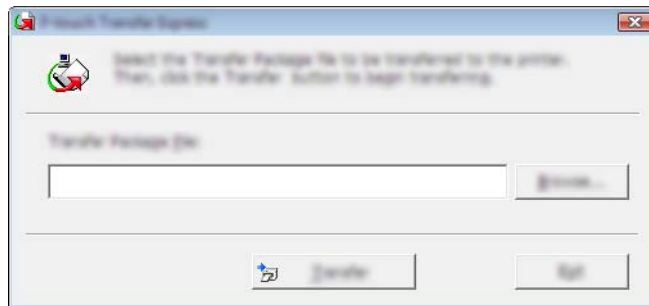 P-touch Transfer Express
Select the Transfer Package file to be transferred to the printer.
Then, click the Transfer button to begin transferring.
Transfer Package File:
Browse...
Transfer
Exit